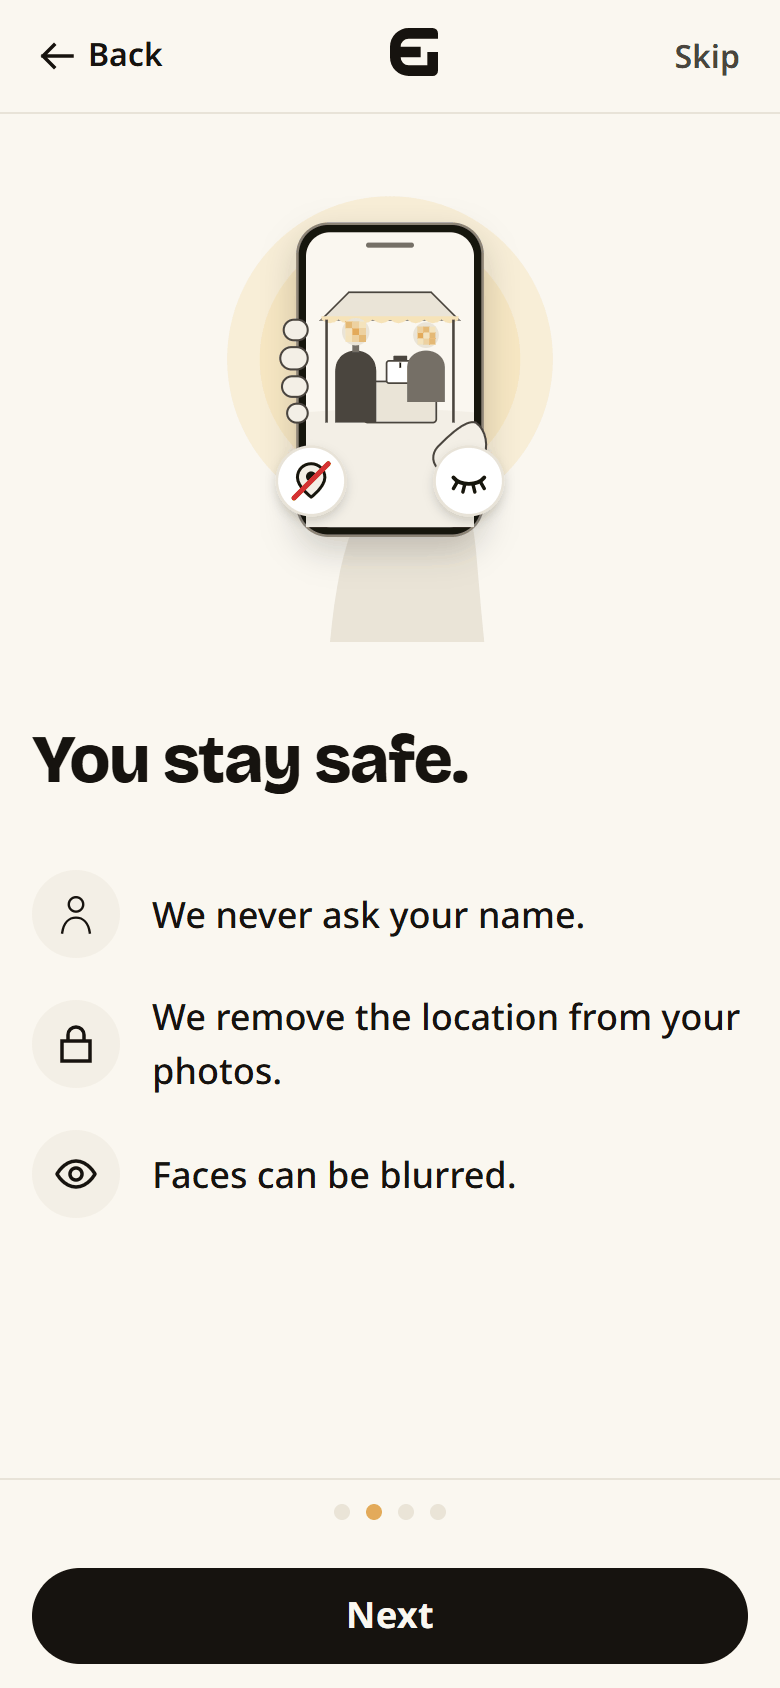 Back
Skip
You stay safe.
We never ask your name.
We remove the location from your
photos.
Faces can be blurred.
Next